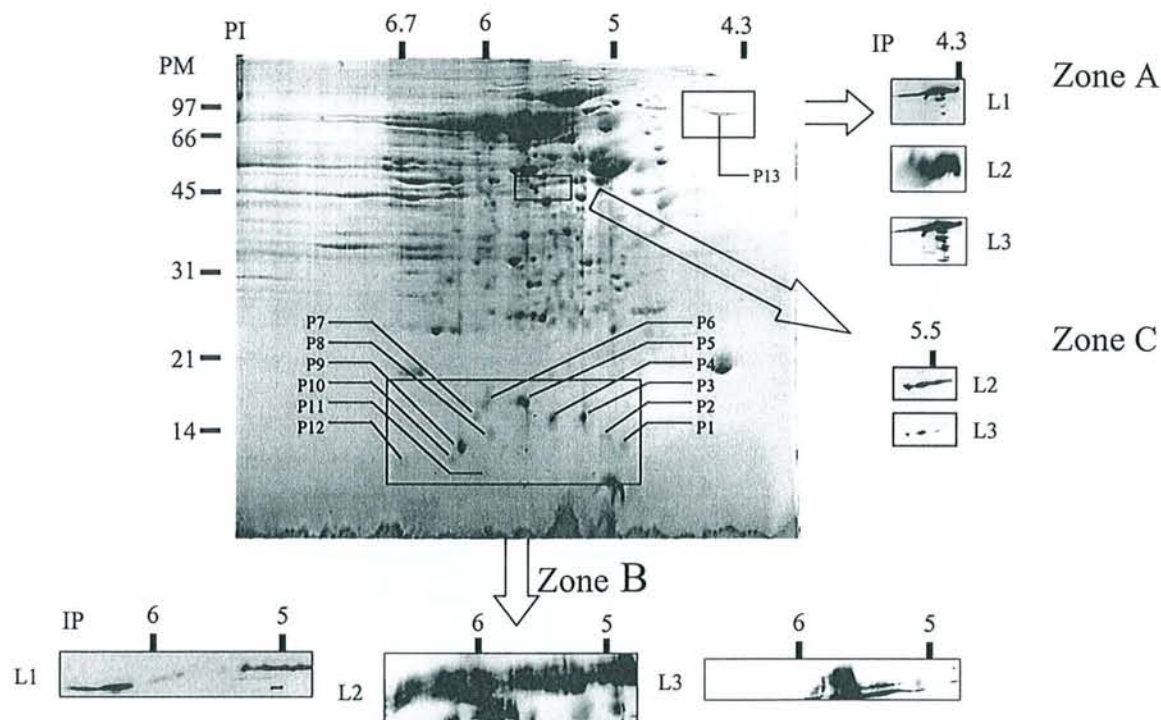 PI 6.7 6 5 4.3
PM
97
66
45
31
21
14
P13
P7
P8
P9
P10
P11
P12
P6
P5
P4
P3
P2
P1
IP 4.3
Zone A
L1
L2
L3
Zone C
5.5
L2
L3
Zone B
IP 6 5
L1
6 5
L2
6 5
L3